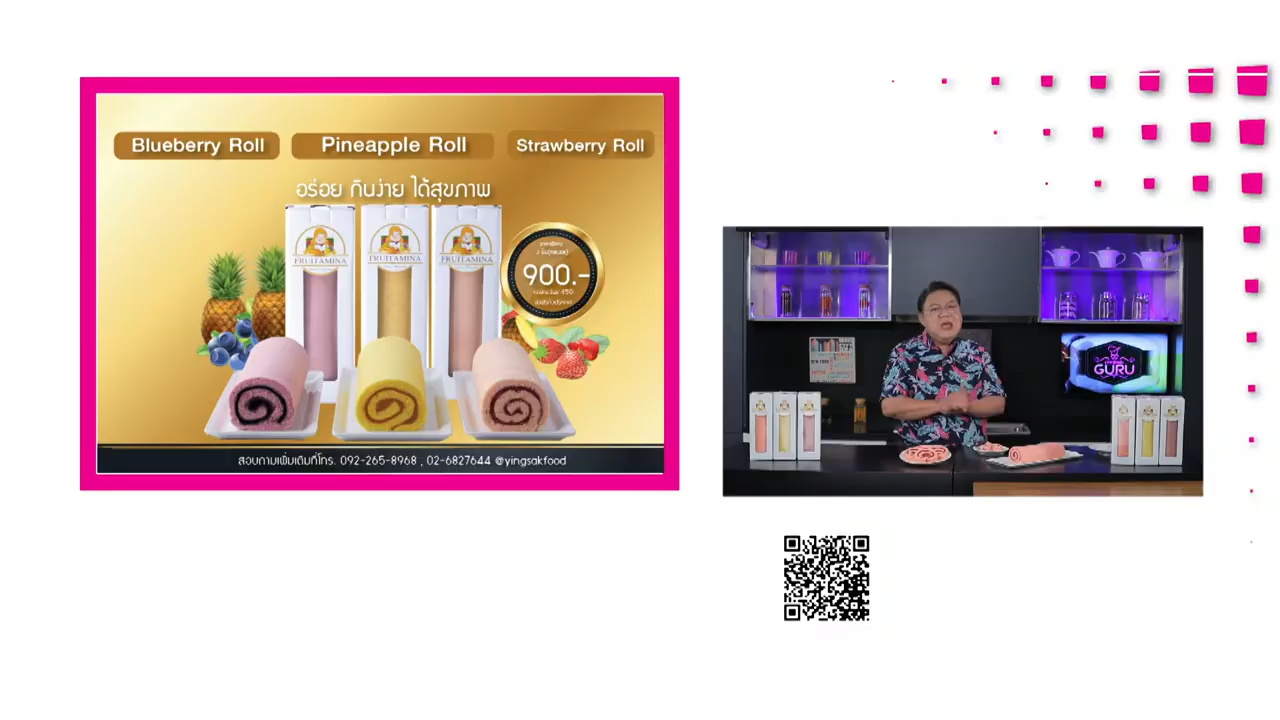 Blueberry Roll
Pineapple Roll
Strawberry Roll
อร่อย กินง่าย ได้สุขภาพ
FRUITAMINA
FRUITAMINA
FRUITAMINA
900.-
สอบถามเพิ่มเติมที่โทร. 092-265-8968 , 02-6827644 @yingsakfood
GURU